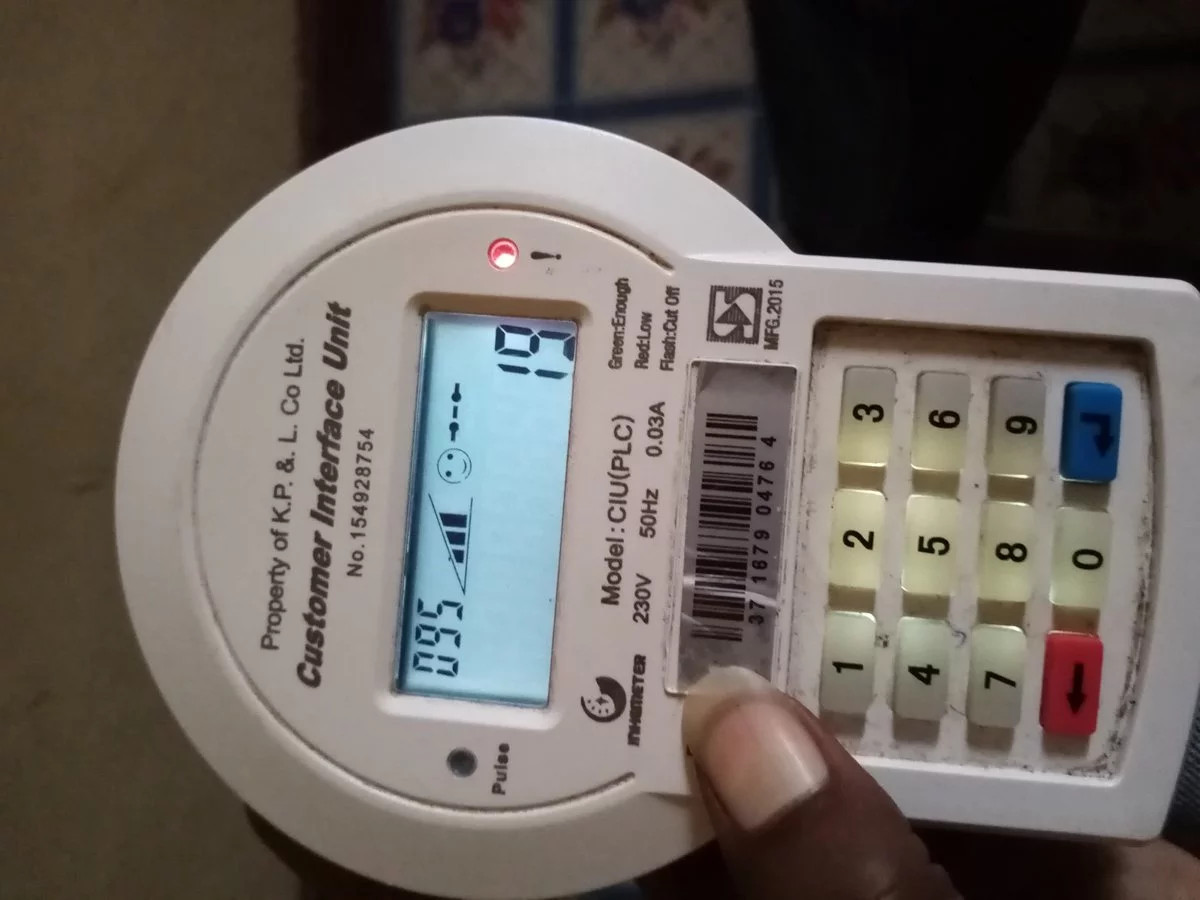 Property of K.P. & L. Co Ltd.
Customer Interface Unit
No.154928754
095
19
Pulse
!
INHEMETER
Model : CIU(PLC)
230V 50Hz 0.03A
Green:Enough
Red:Low
Flash:Cut Off
MFG.2015
37 1679 0476 4
1 2 3
4 5 6
7 8 9
0